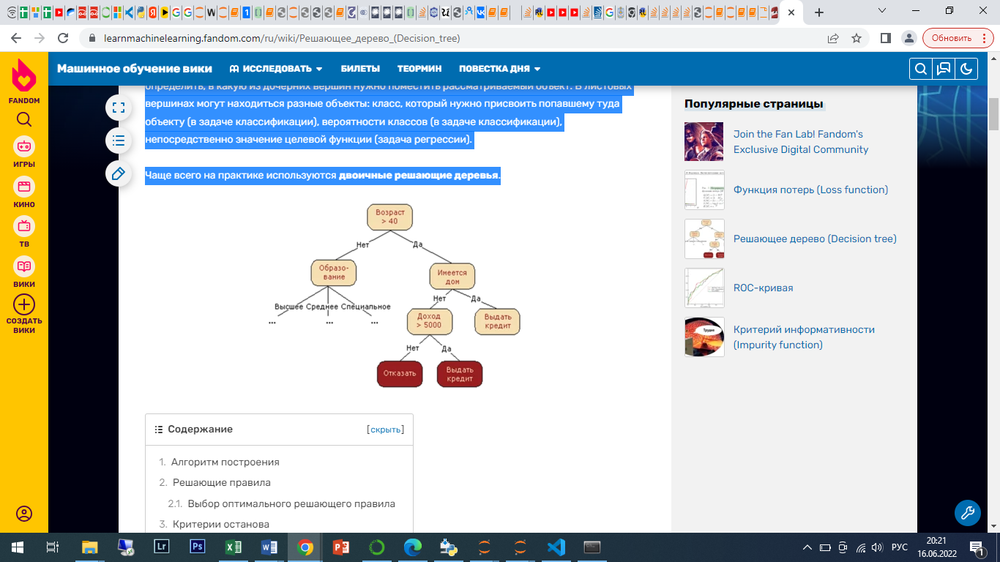 Обновить
learnmachinelearning.fandom.com/ru/wiki/Решающее_дерево_(Decision_tree)
Машинное обучение вики
ИССЛЕДОВАТЬ
БИЛЕТЫ
ТЕОРМИН
ПОВЕСТКА ДНЯ
FANDOM
ИГРЫ
КИНО
ТВ
ВИКИ
СОЗДАТЬ
ВИКИ
определить, в какую из дочерних вершин нужно поместить рассматриваемый объект. В листовых
вершинах могут находиться разные объекты: класс, который нужно присвоить попавшему туда
объекту (в задаче классификации), вероятности классов (в задаче классификации),
непосредственно значение целевой функции (задача регрессии).
Чаще всего на практике используются двоичные решающие деревья.
Возраст
> 40
Нет
Да
Образо-
вание
Имеется
дом
Высшее Среднее Специальное
... ... ...
Нет
Да
Доход
> 5000
Выдать
кредит
Нет
Да
Отказать
Выдать
кредит
Содержание
[скрыть]
1. Алгоритм построения
2. Решающие правила
2.1. Выбор оптимального решающего правила
3. Критерии останова
Популярные страницы
Join the Fan Lab! Fandom's
Exclusive Digital Community
Функция потерь (Loss function)
Решающее дерево (Decision tree)
ROC-кривая
Критерий информативности
(Impurity function)
Lr
Ps
РУС
20:21
16.06.2022
1